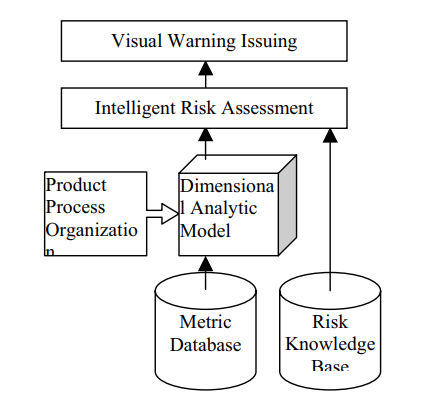 Visual Warning Issuing
Intelligent Risk Assessment
Product
Process
Organizatio
n
Dimensiona
l Analytic
Model
Metric
Database
Risk
Knowledge
Base